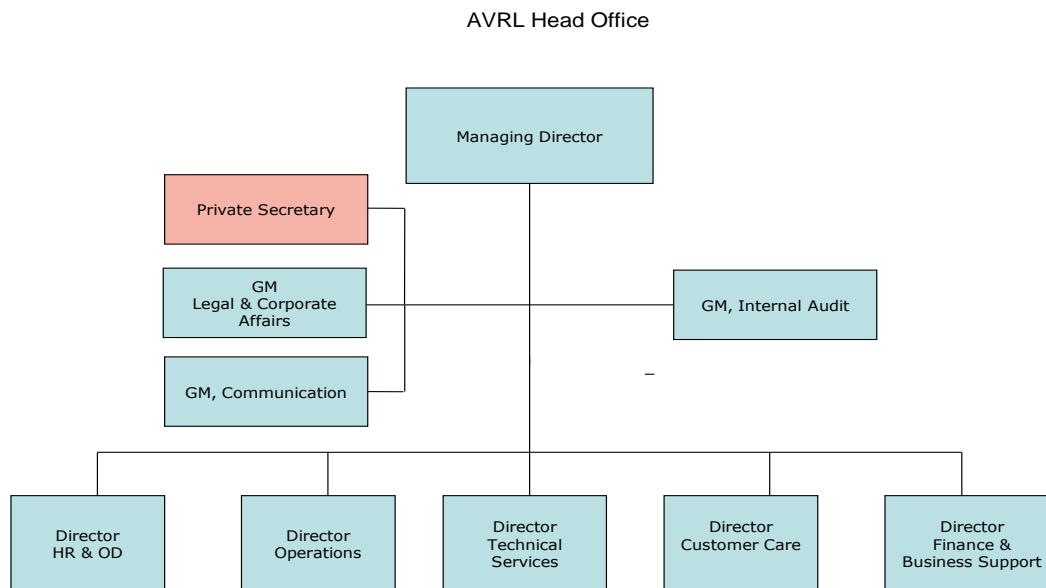 AVRL Head Office
Managing Director
Private Secretary
GM
Legal & Corporate
Affairs
GM, Internal Audit
GM, Communication
Director
HR & OD
Director
Operations
Director
Technical
Services
Director
Customer Care
Director
Finance &
Business Support